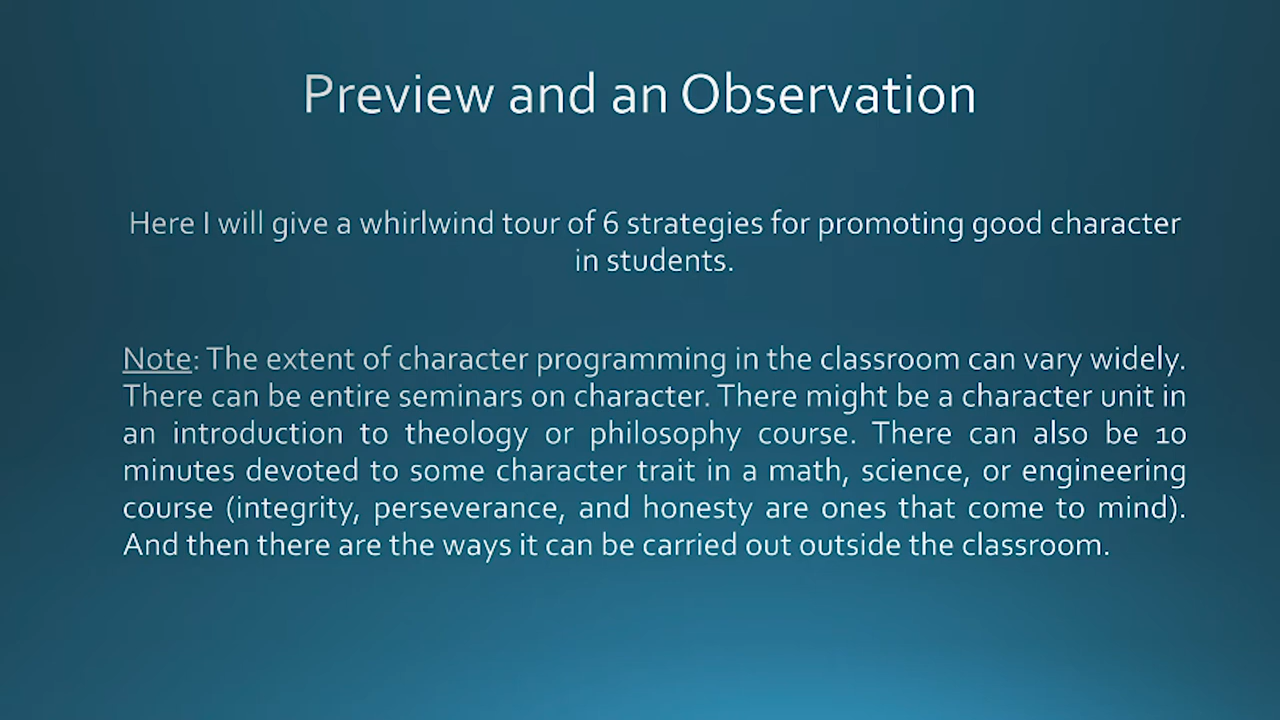 Preview and an Observation
Here I will give a whirlwind tour of 6 strategies for promoting good character
in students.
Note: The extent of character programming in the classroom can vary widely.
There can be entire seminars on character. There might be a character unit in
an introduction to theology or philosophy course. There can also be 10
minutes devoted to some character trait in a math, science, or engineering
course (integrity, perseverance, and honesty are ones that come to mind).
And then there are the ways it can be carried out outside the classroom.